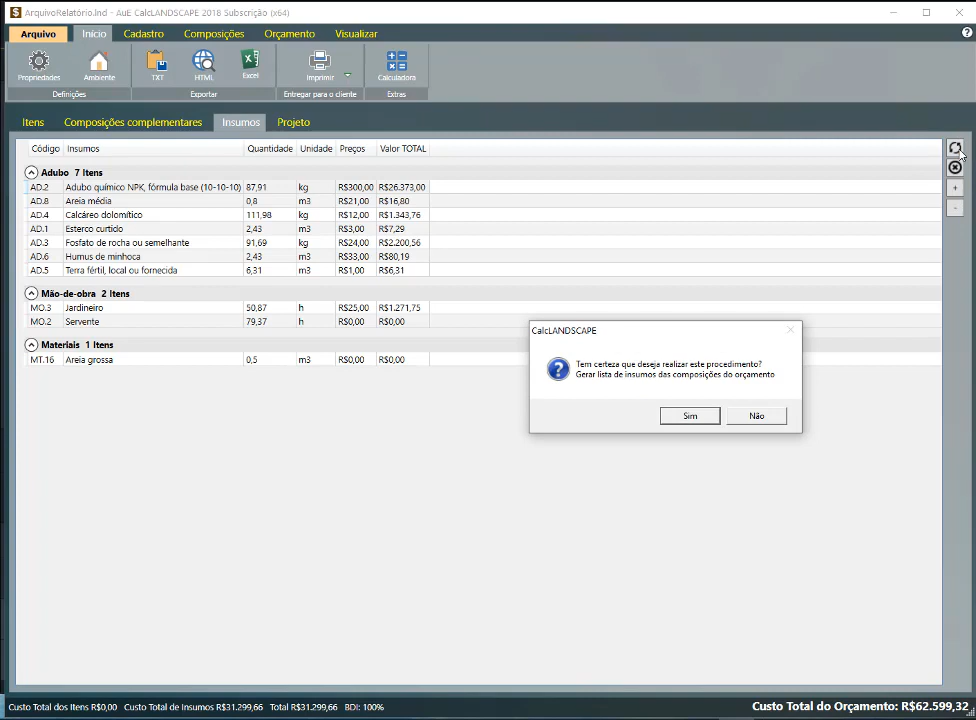 $ ArquivoRelatório.lnd - AuE CalcLANDSCAPE 2018 Subscrição (x64)
Arquivo Início Cadastro Composições Orçamento Visualizar
Propriedades Ambiente TXT HTML Excel Imprimir Calculadora
Definições Exportar Entregar para o cliente Extras
Itens Composições complementares Insumos Projeto
Código Insumos Quantidade Unidade Preços Valor TOTAL
Adubo 7 Itens
AD.2 Adubo químico NPK, fórmula base (10-10-10) 87,91 kg R$300,00 R$26.373,00
AD.8 Areia média 0,8 m3 R$21,00 R$16,80
AD.4 Calcáreo dolomítico 111,98 kg R$12,00 R$1.343,76
AD.1 Esterco curtido 2,43 m3 R$3,00 R$7,29
AD.3 Fosfato de rocha ou semelhante 91,69 kg R$24,00 R$2.200,56
AD.6 Humus de minhoca 2,43 m3 R$33,00 R$80,19
AD.5 Terra fértil, local ou fornecida 6,31 m3 R$1,00 R$6,31
Mão-de-obra 2 Itens
MO.3 Jardineiro 50,87 h R$25,00 R$1.271,75
MO.2 Servente 79,37 h R$0,00 R$0,00
Materiais 1 Itens
MT.16 Areia grossa 0,5 m3 R$0,00 R$0,00
CalcLANDSCAPE
Tem certeza que deseja realizar este procedimento?
Gerar lista de insumos das composições do orçamento
Sim Não
Custo Total dos Itens R$0,00 Custo Total de Insumos R$31.299,66 Total R$31.299,66 BDI: 100% Custo Total do Orçamento: R$62.599,32